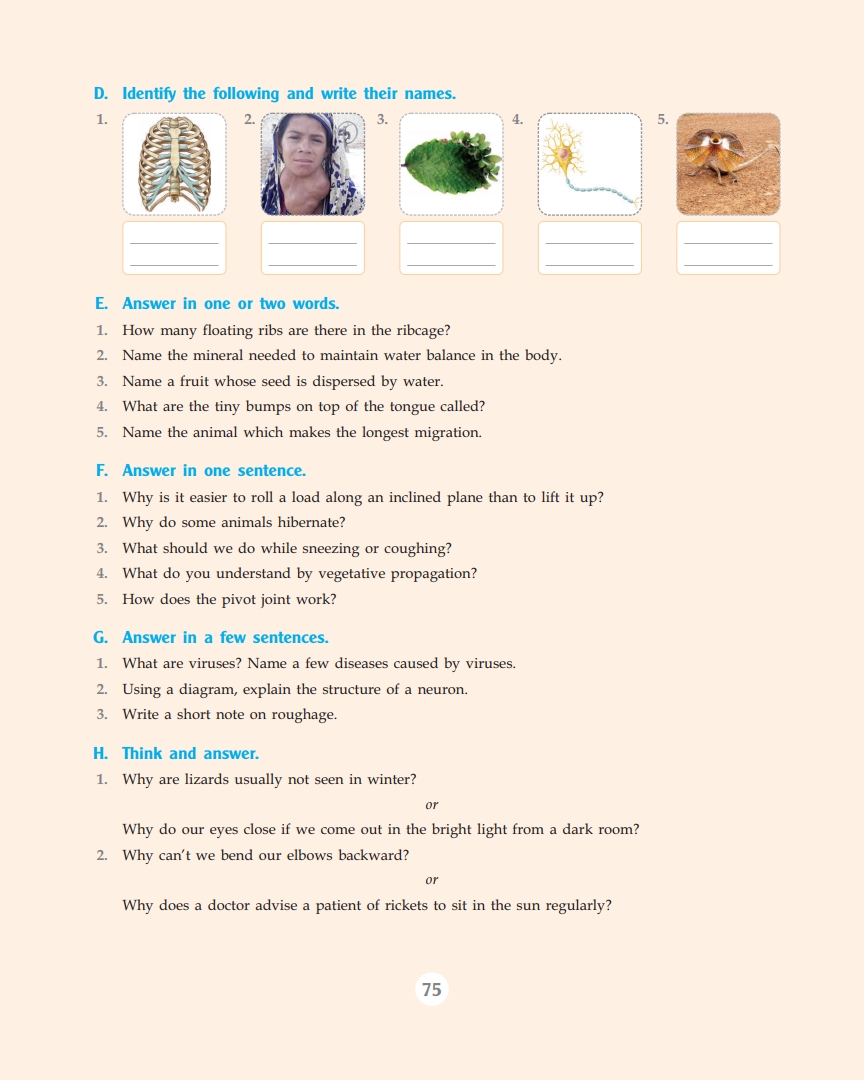 D. Identify the following and write their names.
1. 2. 3. 4. 5.
E. Answer in one or two words.
1. How many floating ribs are there in the ribcage?
2. Name the mineral needed to maintain water balance in the body.
3. Name a fruit whose seed is dispersed by water.
4. What are the tiny bumps on top of the tongue called?
5. Name the animal which makes the longest migration.
F. Answer in one sentence.
1. Why is it easier to roll a load along an inclined plane than to lift it up?
2. Why do some animals hibernate?
3. What should we do while sneezing or coughing?
4. What do you understand by vegetative propagation?
5. How does the pivot joint work?
G. Answer in a few sentences.
1. What are viruses? Name a few diseases caused by viruses.
2. Using a diagram, explain the structure of a neuron.
3. Write a short note on roughage.
H. Think and answer.
1. Why are lizards usually not seen in winter?
or
Why do our eyes close if we come out in the bright light from a dark room?
2. Why can't we bend our elbows backward?
or
Why does a doctor advise a patient of rickets to sit in the sun regularly?
75